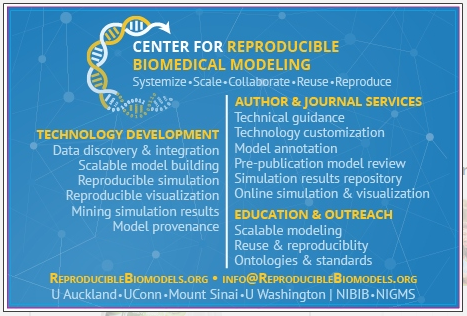 CENTER FOR REPRODUCIBLE
BIOMEDICAL MODELING
Systemize•Scale•Collaborate•Reuse•Reproduce
TECHNOLOGY DEVELOPMENT
Data discovery & integration
Scalable model building
Reproducible simulation
Reproducible visualization
Mining simulation results
Model provenance
AUTHOR & JOURNAL SERVICES
Technical guidance
Technology customization
Model annotation
Pre-publication model review
Simulation results repository
Online simulation & visualization
EDUCATION & OUTREACH
Scalable modeling
Reuse & reproduciblity
Ontologies & standards
REPRODUCIBLEBIOMODELS.ORG • INFO@REPRODUCIBLEBIOMODELS.ORG
U Auckland•UConn•Mount Sinai•U Washington | NIBIB•NIGMS